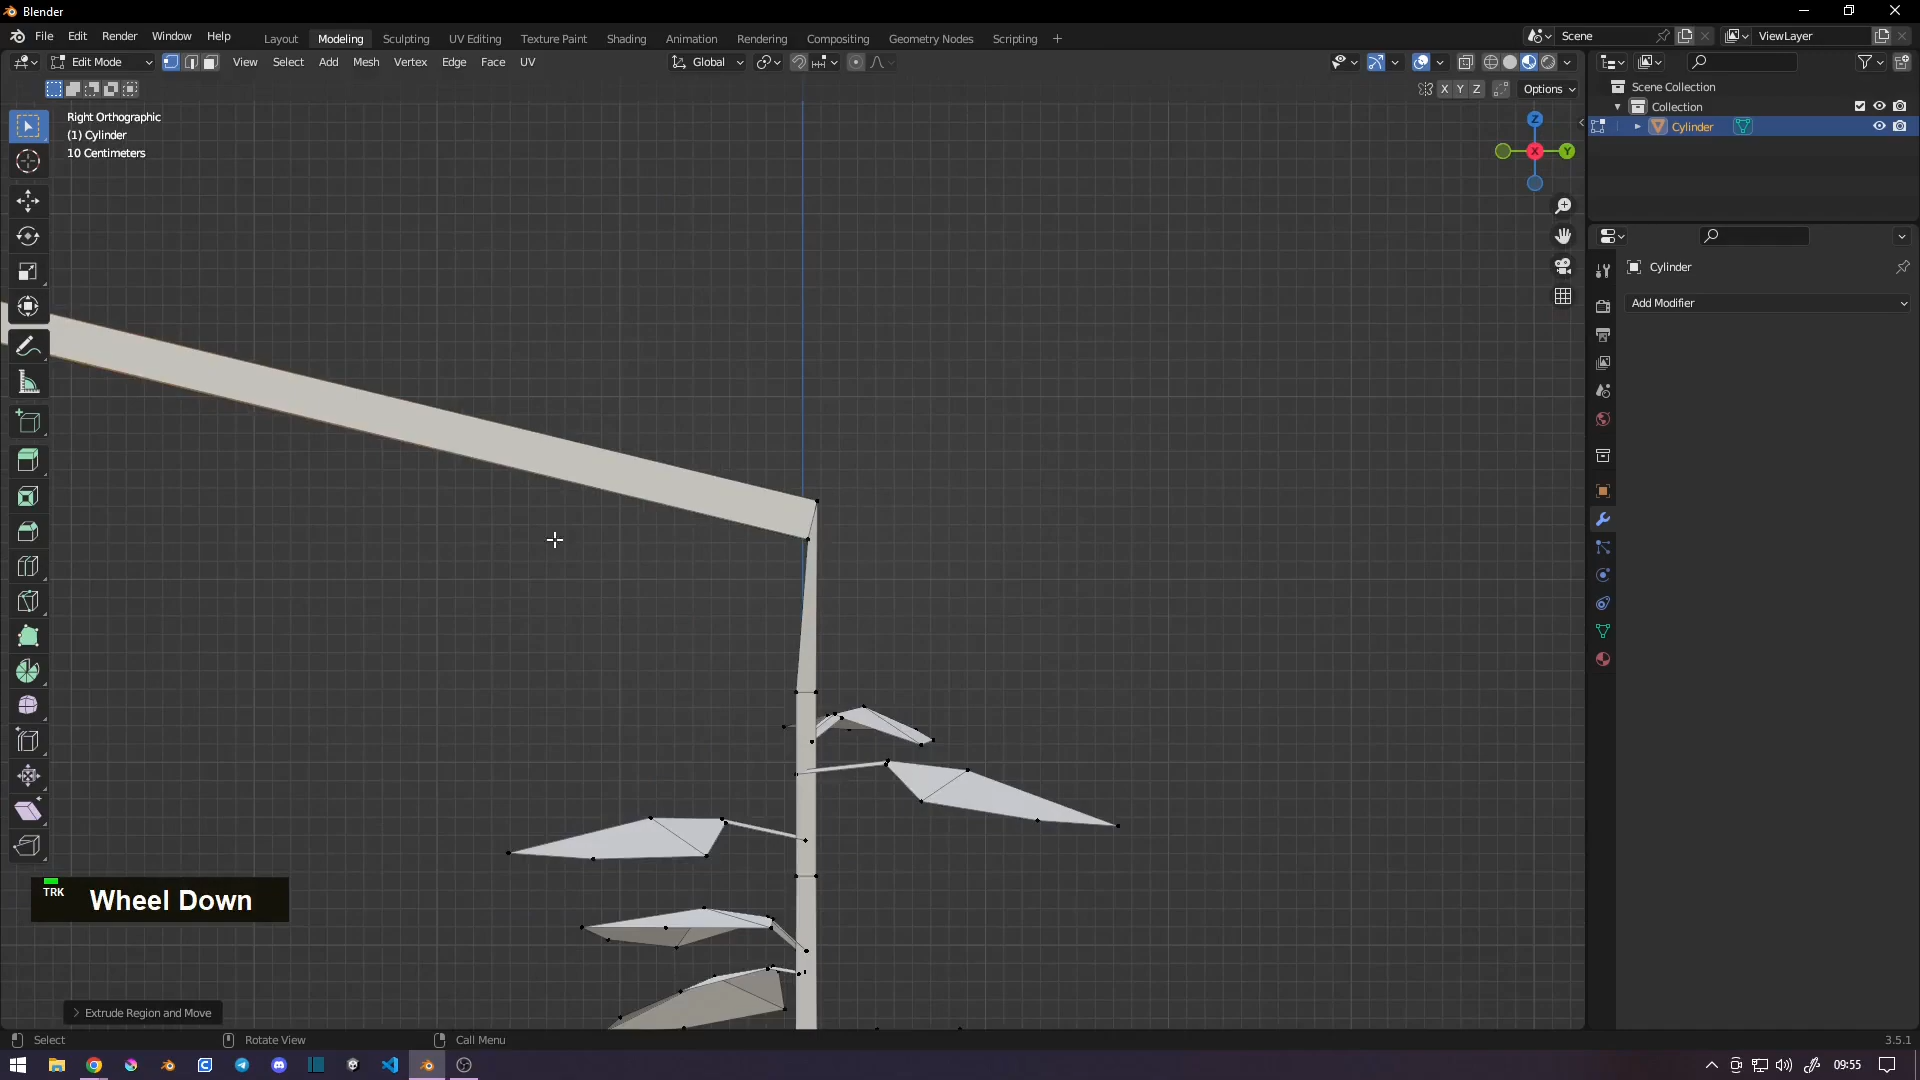 Blender
File Edit Render Window Help
Layout Modeling Sculpting UV Editing Texture Paint Shading Animation Rendering Compositing Geometry Nodes Scripting +
Scene
ViewLayer
Edit Mode
View Select Add Mesh Vertex Edge Face UV
Global
X Y Z
Options
Right Orthographic
(1) Cylinder
10 Centimeters
Z
X
Y
Scene Collection
Collection
Cylinder
Cylinder
Add Modifier
TRK
Wheel Down
Extrude Region and Move
Select
Rotate View
Call Menu
3.5.1
09:55